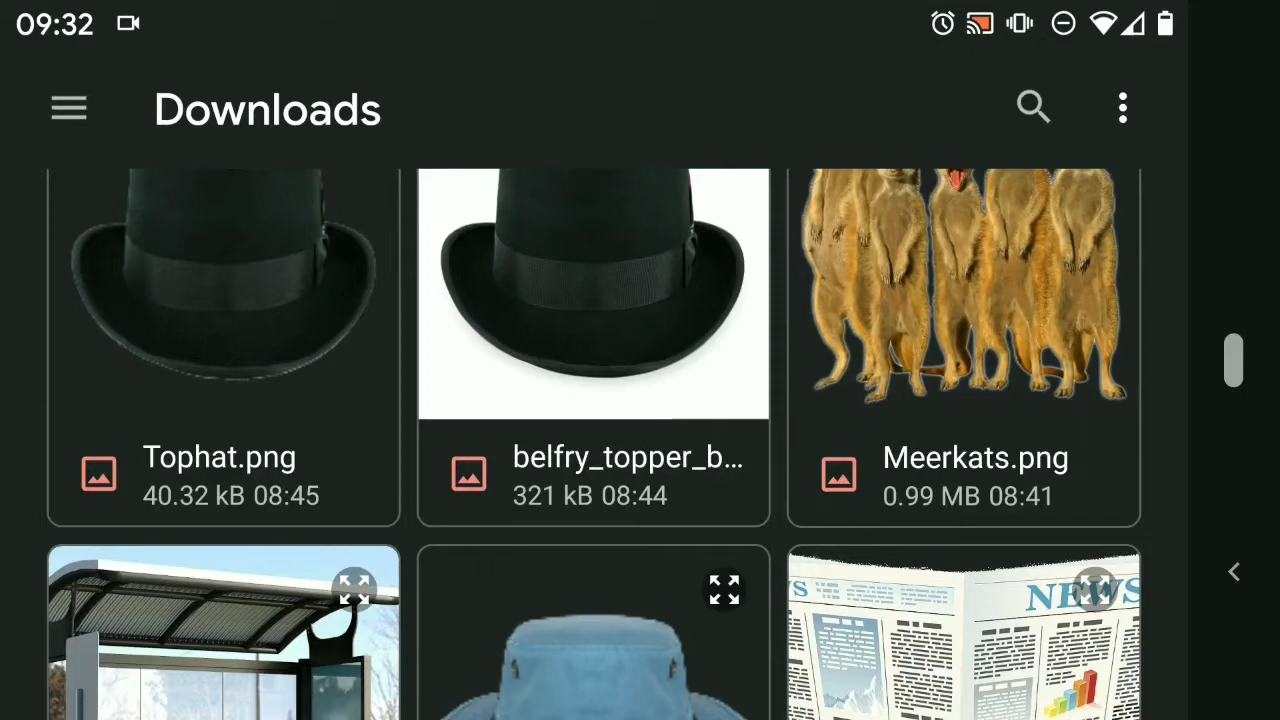 09:32
Downloads
Tophat.png
40.32 kB 08:45
belfry_topper_b...
321 kB 08:44
Meerkats.png
0.99 MB 08:41
S
NEWS